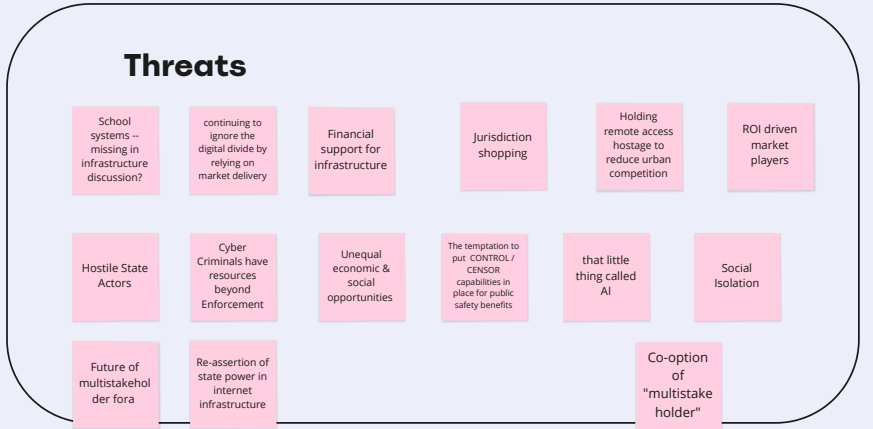 Threats
School
systems --
missing in
infrastructure
discussion?
continuing to
ignore the
digital divide by
relying on
market delivery
Financial
support for
infrastructure
Jurisdiction
shopping
Holding
remote access
hostage to
reduce urban
competition
ROI driven
market
players
Hostile State
Actors
Cyber
Criminals have
resources
beyond
Enforcement
Unequal
economic &
social
opportunities
The temptation to
put CONTROL /
CENSOR
capabilities in
place for public
safety benefits
that little
thing called
AI
Social
Isolation
Future of
multistakehol
der fora
Re-assertion of
state power in
internet
infrastructure
Co-option
of
"multistake
holder"